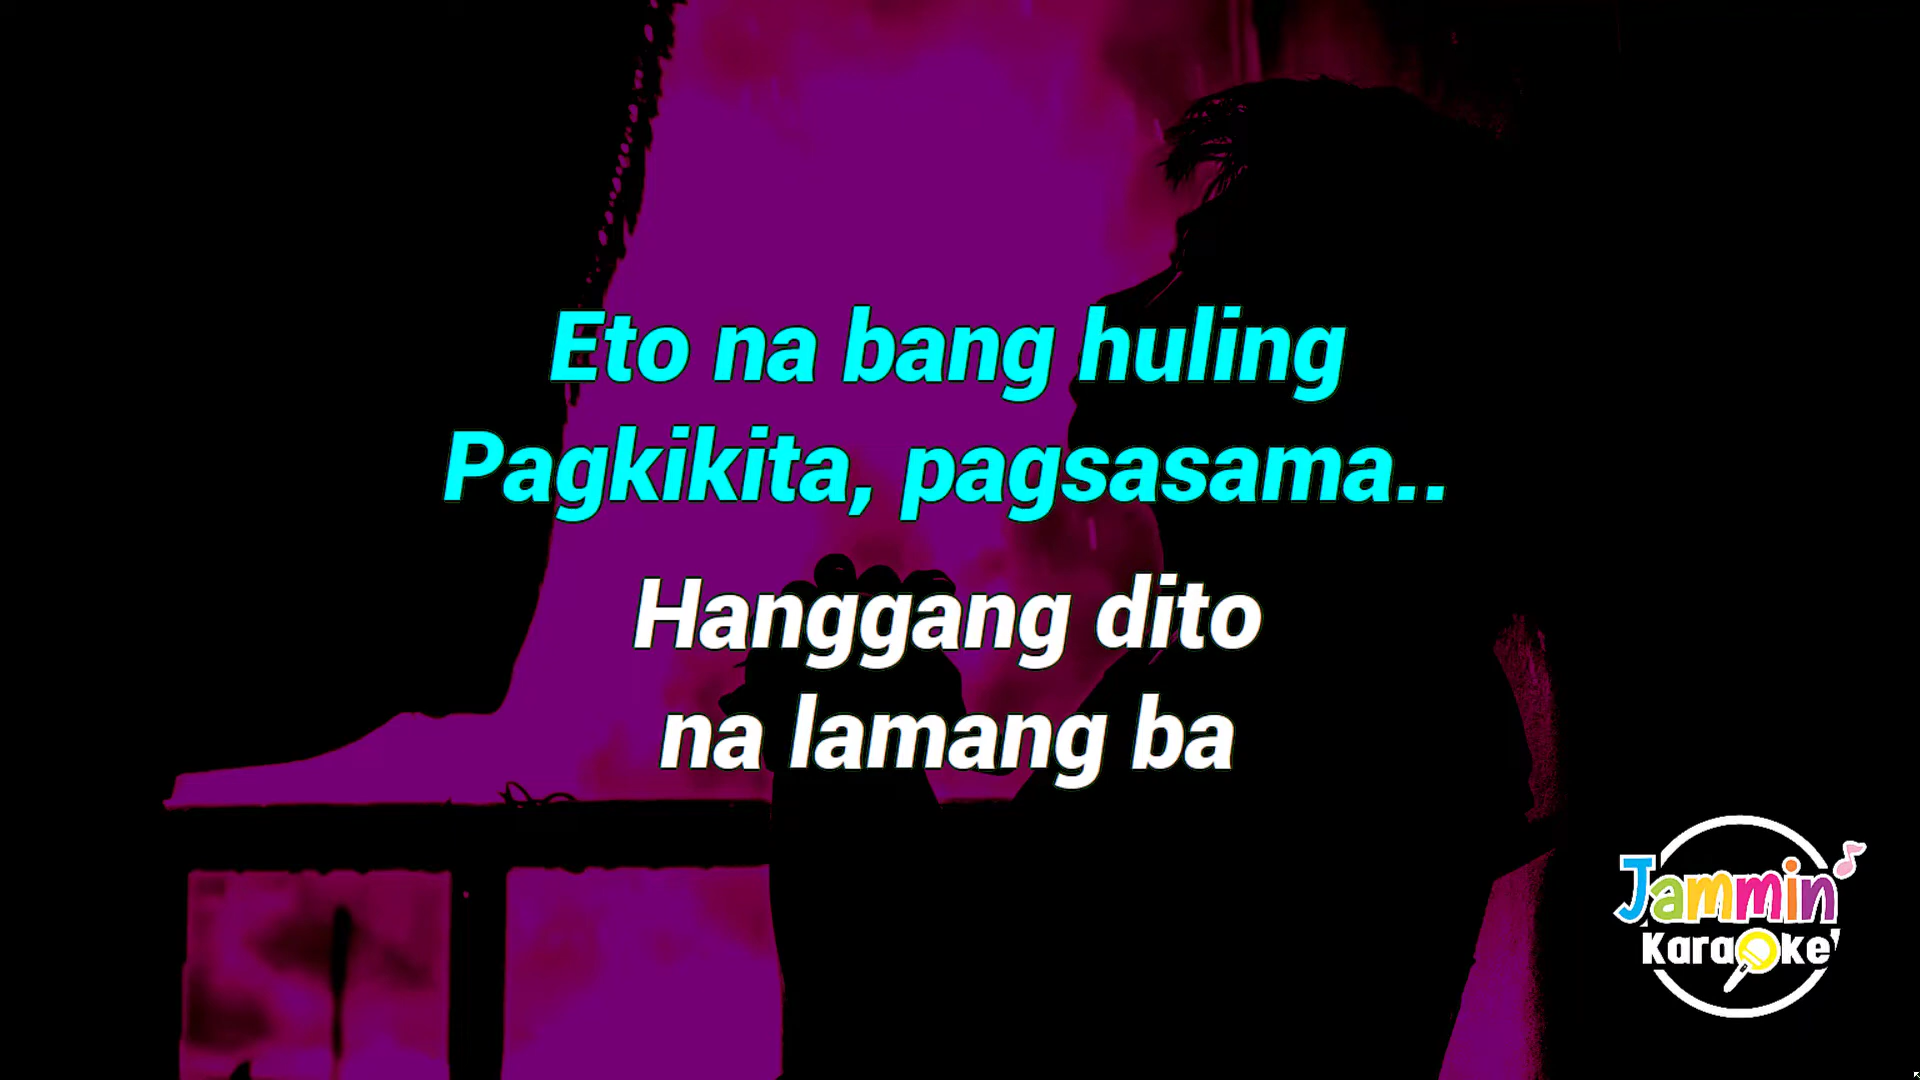 Eto na bang huling
Pagkikita, pagsasama..
Hanggang dito
na lamang ba
Jammin'
Karaoke'